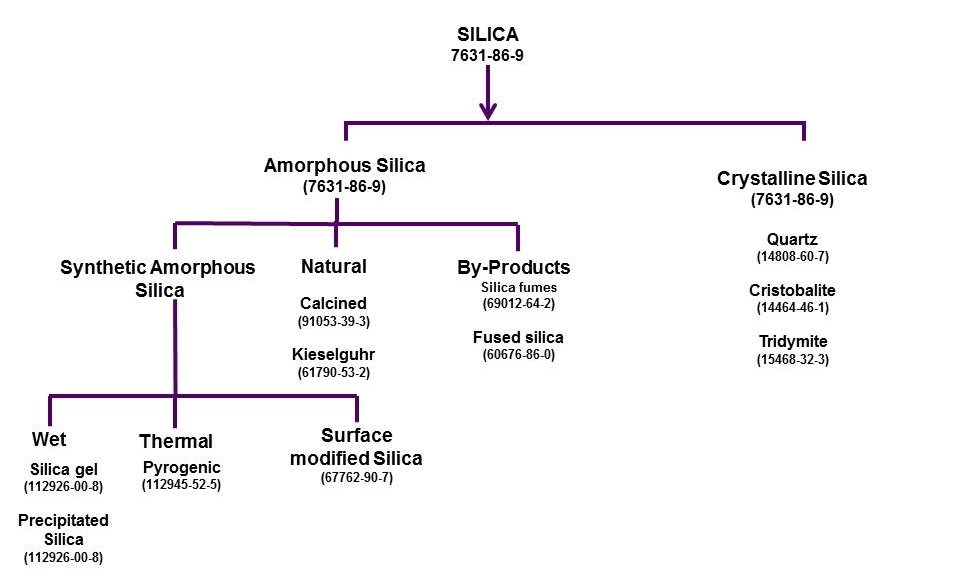 SILICA
7631-86-9
Amorphous Silica
(7631-86-9)
Crystalline Silica
(7631-86-9)
Quartz
(14808-60-7)
Cristobalite
(14464-46-1)
Tridymite
(15468-32-3)
Synthetic Amorphous
Silica
Natural
Calcined
(91053-39-3)
Kieselguhr
(61790-53-2)
By-Products
Silica fumes
(69012-64-2)
Fused silica
(60676-86-0)
Wet
Silica gel
(112926-00-8)
Precipitated
Silica
(112926-00-8)
Thermal
Pyrogenic
(112945-52-5)
Surface
modified Silica
(67762-90-7)